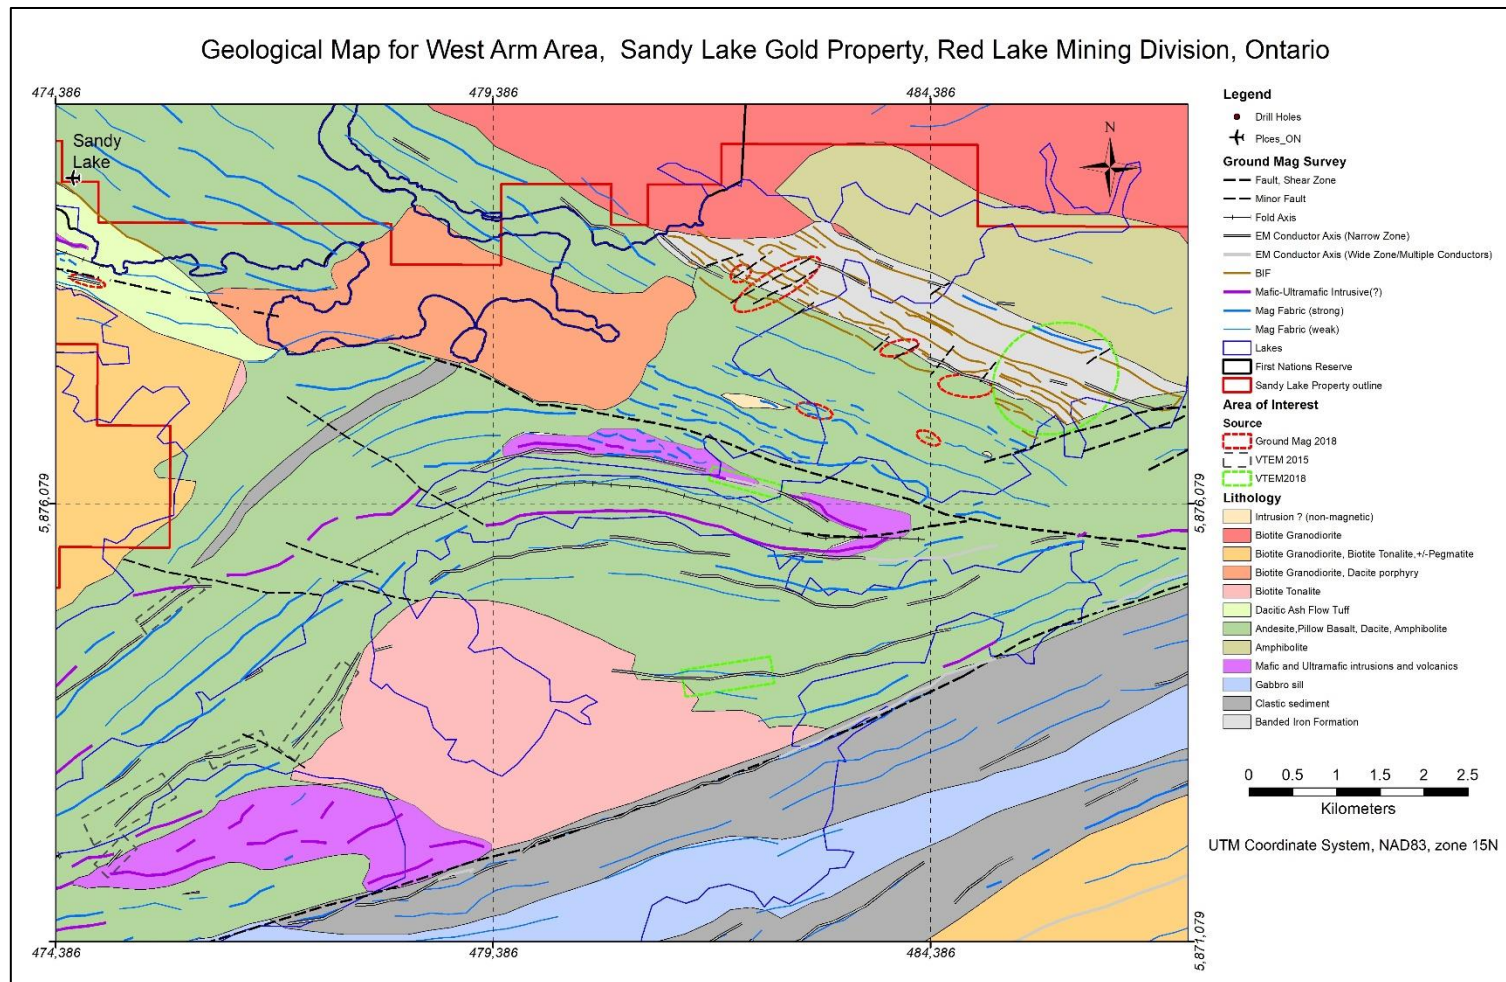 Geological Map for West Arm Area, Sandy Lake Gold Property, Red Lake Mining Division, Ontario
474,386
479,386
484,386
Sandy
Lake
N
5,876,079
5,876,079
5,871,079
474,386
479,386
484,386
Legend
Drill Holes
Plces_ON
Ground Mag Survey
Fault, Shear Zone
Minor Fault
Fold Axis
EM Conductor Axis (Narrow Zone)
EM Conductor Axis (Wide Zone/Multiple Conductors)
BIF
Mafic-Ultramafic Intrusive(?)
Mag Fabric (strong)
Mag Fabric (weak)
Lakes
First Nations Reserve
Sandy Lake Property outline
Area of Interest
Source
Ground Mag 2018
VTEM 2015
VTEM2018
Lithology
Intrusion ? (non-magnetic)
Biotite Granodiorite
Biotite Granodiorite, Biotite Tonalite,+/-Pegmatite
Biotite Granodiorite, Dacite porphyry
Biotite Tonalite
Dacitic Ash Flow Tuff
Andesite,Pillow Basalt, Dacite, Amphibolite
Amphibolite
Mafic and Ultramafic intrusions and volcanics
Gabbro sill
Clastic sediment
Banded Iron Formation
0 0.5 1 1.5 2 2.5
Kilometers
UTM Coordinate System, NAD83, zone 15N